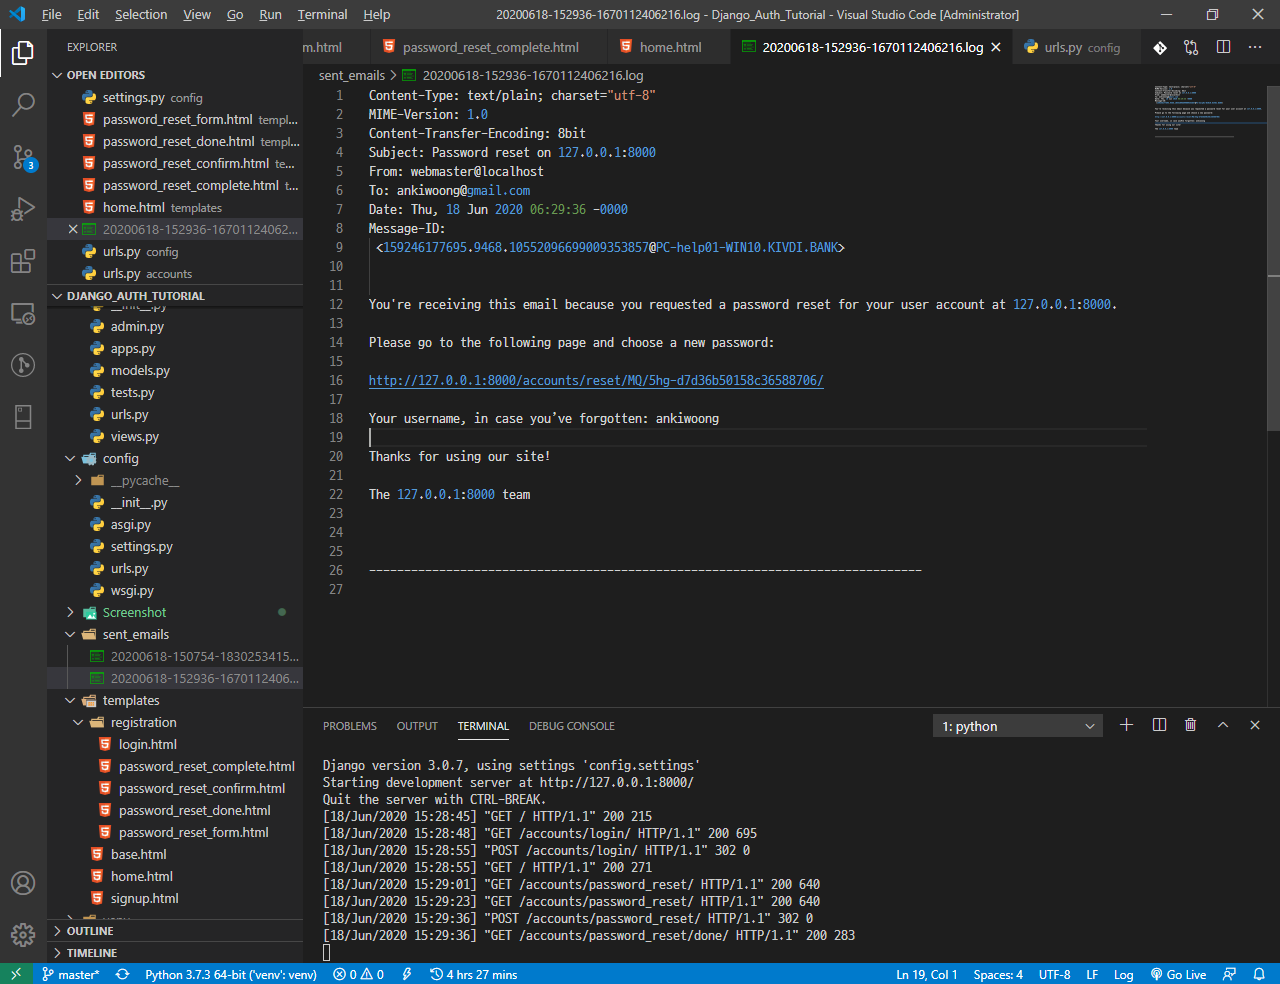 File Edit Selection View Go Run Terminal Help
20200618-152936-1670112406216.log - Django_Auth_Tutorial - Visual Studio Code [Administrator]
EXPLORER
OPEN EDITORS
settings.py config
password_reset_form.html templ...
password_reset_done.html templ...
password_reset_confirm.html te...
password_reset_complete.html t...
home.html templates
20200618-152936-16701124062...
urls.py config
urls.py accounts
DJANGO_AUTH_TUTORIAL
__init__.py
admin.py
apps.py
models.py
tests.py
urls.py
views.py
config
__pycache__
__init__.py
asgi.py
settings.py
urls.py
wsgi.py
Screenshot
sent_emails
20200618-150754-1830253415...
20200618-152936-1670112406...
templates
registration
login.html
password_reset_complete.html
password_reset_confirm.html
password_reset_done.html
password_reset_form.html
base.html
home.html
signup.html
OUTLINE
TIMELINE
3
m.html password_reset_complete.html home.html 20200618-152936-1670112406216.log urls.py config
sent_emails > 20200618-152936-1670112406216.log
1 Content-Type: text/plain; charset="utf-8"
2 MIME-Version: 1.0
3 Content-Transfer-Encoding: 8bit
4 Subject: Password reset on 127.0.0.1:8000
5 From: webmaster@localhost
6 To: ankiwoong@gmail.com
7 Date: Thu, 18 Jun 2020 06:29:36 -0000
8 Message-ID:
9 <159246177695.9468.10552096699009353857@PC-help01-WIN10.KIVDI.BANK>
10
11
12 You're receiving this email because you requested a password reset for your user account at 127.0.0.1:8000.
13
14 Please go to the following page and choose a new password:
15
16 http://127.0.0.1:8000/accounts/reset/MQ/5hg-d7d36b50158c36588706/
17
18 Your username, in case you’ve forgotten: ankiwoong
19
20 Thanks for using our site!
21
22 The 127.0.0.1:8000 team
23
24
25
26 -------------------------------------------------------------------------------
27
PROBLEMS OUTPUT TERMINAL DEBUG CONSOLE 1: python
Django version 3.0.7, using settings 'config.settings'
Starting development server at http://127.0.0.1:8000/
Quit the server with CTRL-BREAK.
[18/Jun/2020 15:28:45] "GET / HTTP/1.1" 200 215
[18/Jun/2020 15:28:48] "GET /accounts/login/ HTTP/1.1" 200 695
[18/Jun/2020 15:28:55] "POST /accounts/login/ HTTP/1.1" 302 0
[18/Jun/2020 15:28:55] "GET / HTTP/1.1" 200 271
[18/Jun/2020 15:29:01] "GET /accounts/password_reset/ HTTP/1.1" 200 640
[18/Jun/2020 15:29:23] "GET /accounts/password_reset/ HTTP/1.1" 200 640
[18/Jun/2020 15:29:36] "POST /accounts/password_reset/ HTTP/1.1" 302 0
[18/Jun/2020 15:29:36] "GET /accounts/password_reset/done/ HTTP/1.1" 200 283
master* Python 3.7.3 64-bit ('venv': venv) 0 0 4 hrs 27 mins Ln 19, Col 1 Spaces: 4 UTF-8 LF Log Go Live